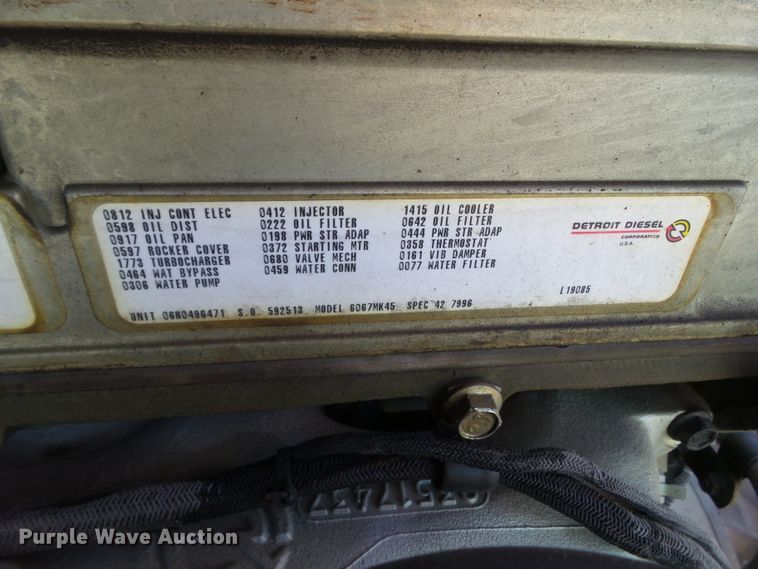 0812 INJ CONT ELEC
0598 OIL DIST
0917 OIL PAN
0597 ROCKER COVER
1773 TURBOCHARGER
0464 WAT BYPASS
0306 WATER PUMP
0412 INJECTOR
0222 OIL FILTER
0198 PWR STR ADAP
0372 STARTING MTR
0680 VALVE MECH
0459 WATER CONN
1415 OIL COOLER
0642 OIL FILTER
0444 PWR STR ADAP
0358 THERMOSTAT
0161 VIB DAMPER
0077 WATER FILTER
DETROIT DIESEL
CORPORATION
U.S.A.
L19085
UNIT 06R0496471 S.O. 592513 MODEL 6067MK45 SPEC 42 7996
Purple Wave Auction